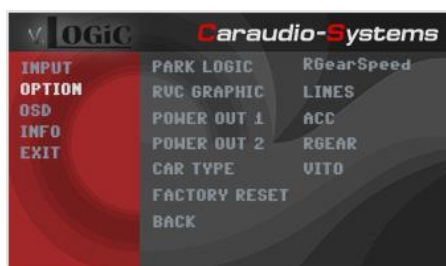 v.LOGiC Caraudio-Systems
INPUT
OPTION
OSD
INFO
EXIT
PARK LOGIC RGearSpeed
RVC GRAPHIC LINES
POWER OUT 1 ACC
POWER OUT 2 RGEAR
CAR TYPE VITO
FACTORY RESET
BACK